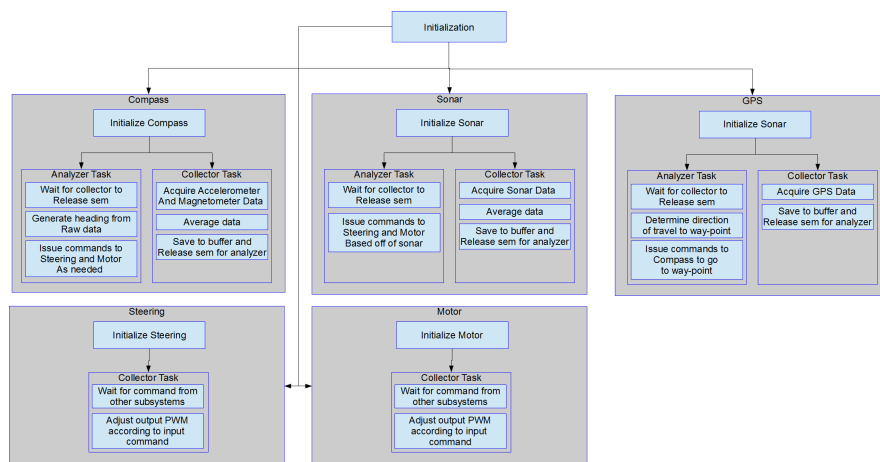 Initialization
Compass
Initialize Compass
Analyzer Task
Wait for collector to
Release sem
Generate heading from
Raw data
Issue commands to
Steering and Motor
As needed
Collector Task
Acquire Accelerometer
And Magnetometer Data
Average data
Save to buffer and
Release sem for analyzer
Sonar
Initialize Sonar
Analyzer Task
Wait for collector to
Release sem
Issue commands to
Steering and Motor
Based off of sonar
Collector Task
Acquire Sonar Data
Average data
Save to buffer and
Release sem for analyzer
GPS
Initialize Sonar
Analyzer Task
Wait for collector to
Release sem
Determine direction
of travel to way-point
Issue commands to
Compass to go
to way-point
Collector Task
Acquire GPS Data
Save to buffer and
Release sem for analyzer
Steering
Initialize Steering
Collector Task
Wait for command from
other subsystems
Adjust output PWM
according to input
command
Motor
Initialize Motor
Collector Task
Wait for command from
other subsystems
Adjust output PWM
according to input
command